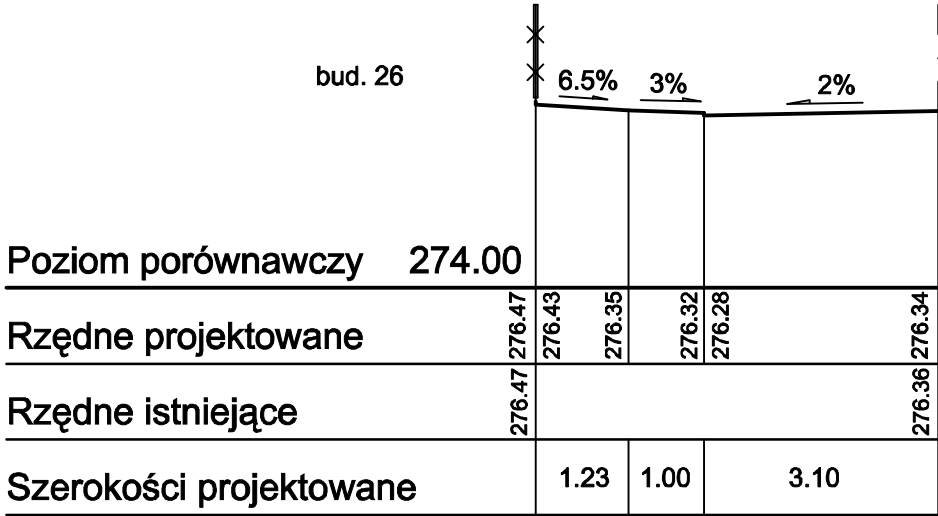 bud. 26
6.5% 3% 2%
Poziom porównawczy 274.00
Rzędne projektowane 276.47 276.43 276.35 276.32 276.28 276.34
Rzędne istniejące 276.47 276.36
Szerokości projektowane 1.23 1.00 3.10